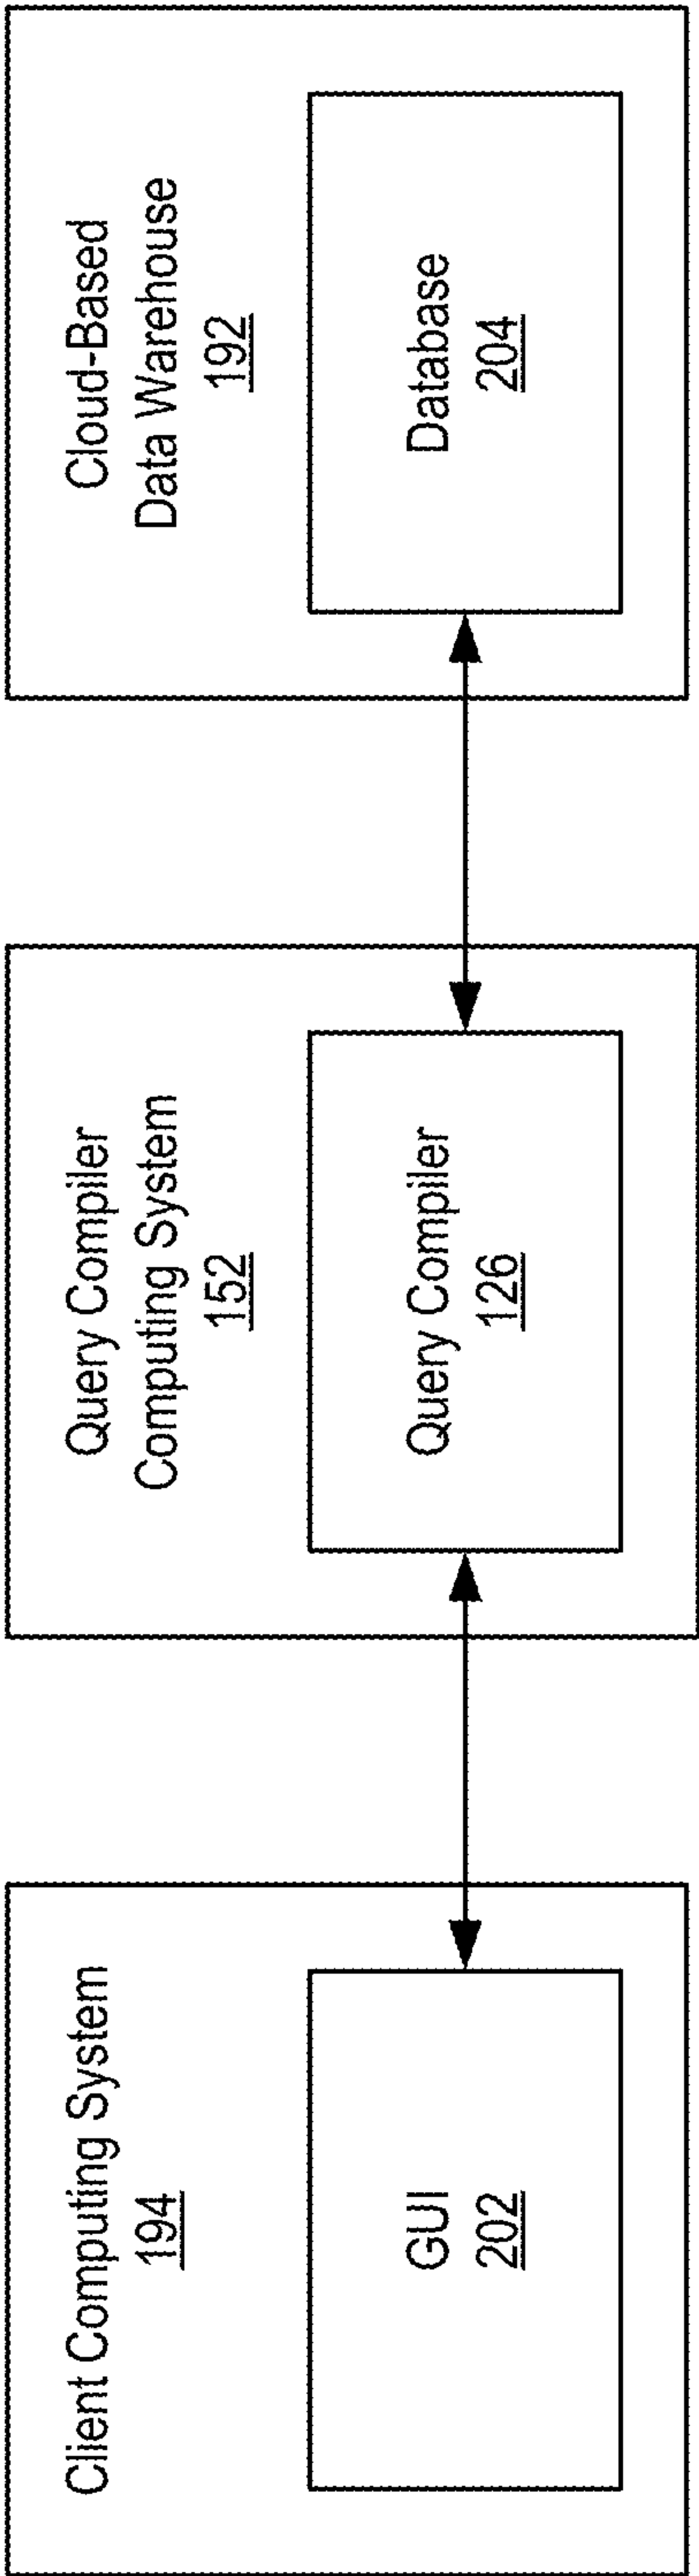 Client Computing System
194
GUI
202
Query Compiler
Computing System
152
Query Compiler
126
Cloud-Based
Data Warehouse
192
Database
204